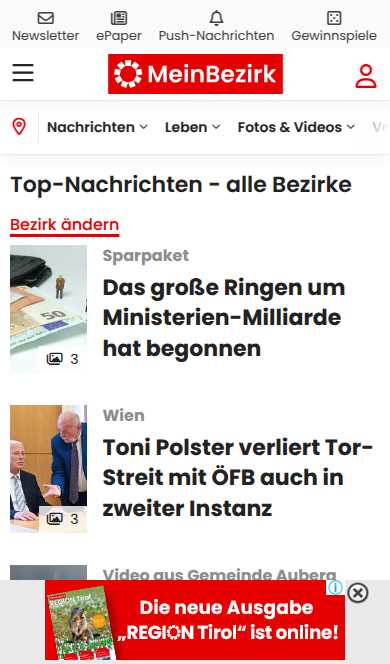 Newsletter
ePaper
Push-Nachrichten
Gewinnspiele
MeinBezirk
Nachrichten
Leben
Fotos & Videos
Top-Nachrichten - alle Bezirke
Bezirk ändern
Sparpaket
Das große Ringen um
Ministerien-Milliarde
hat begonnen
3
Wien
Toni Polster verliert Tor-
Streit mit ÖFB auch in
zweiter Instanz
3
Video aus Gemeinde Auberg
REGION Tirol
Die neue Ausgabe
„REGION Tirol“ ist online!